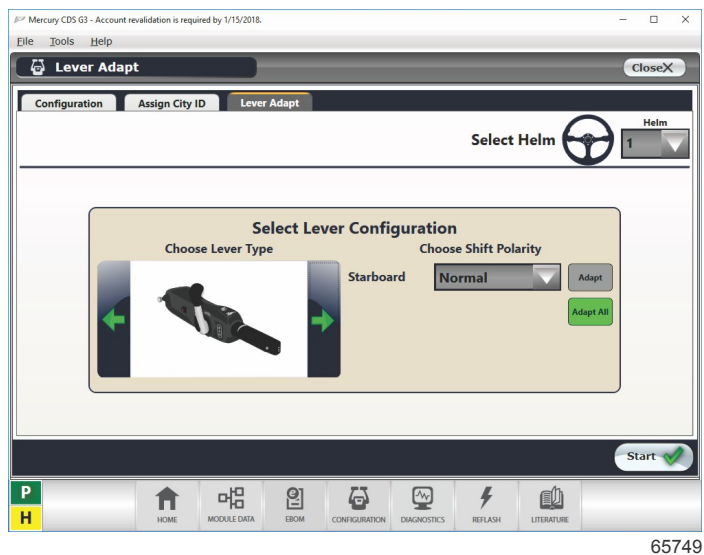 Mercury CDS G3 - Account revalidation is required by 1/15/2018.
File Tools Help
Lever Adapt
CloseX
Configuration Assign City ID Lever Adapt
Select Helm
Helm
1
Select Lever Configuration
Choose Lever Type Choose Shift Polarity
Starboard Normal Adapt
Adapt All
Start
P
H
HOME MODULE DATA EBOM CONFIGURATION DIAGNOSTICS REFLASH LITERATURE
65749